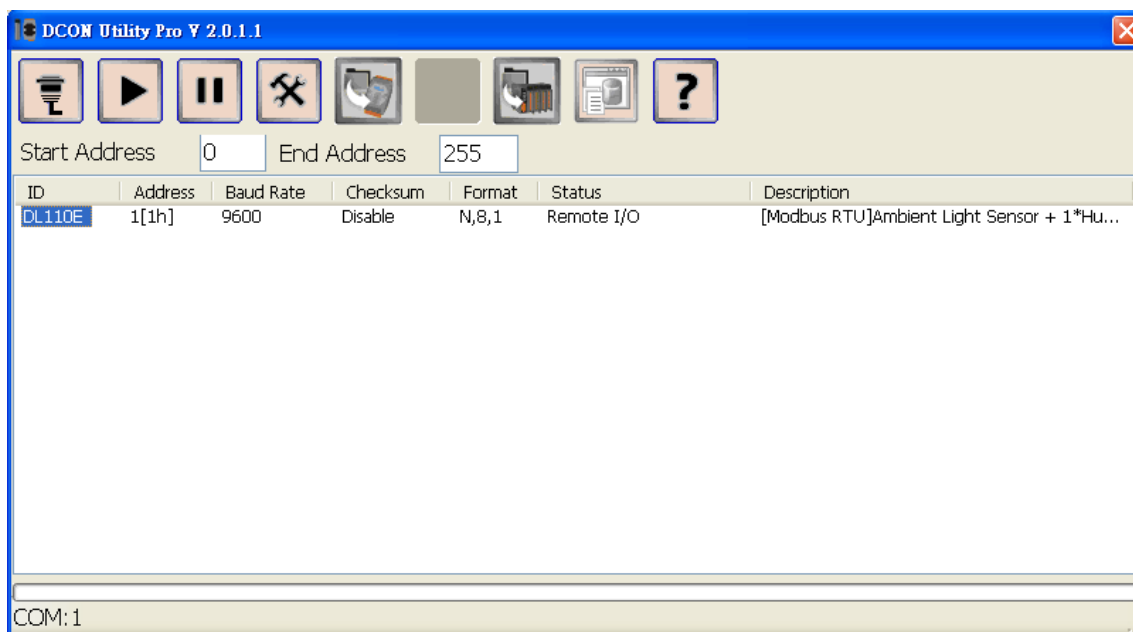 DCON Utility Pro V 2.0.1.1
?
Start Address 0 End Address 255
ID Address Baud Rate Checksum Format Status Description
DL110E 1[1h] 9600 Disable N,8,1 Remote I/O [Modbus RTU]Ambient Light Sensor + 1*Hu...
COM:1